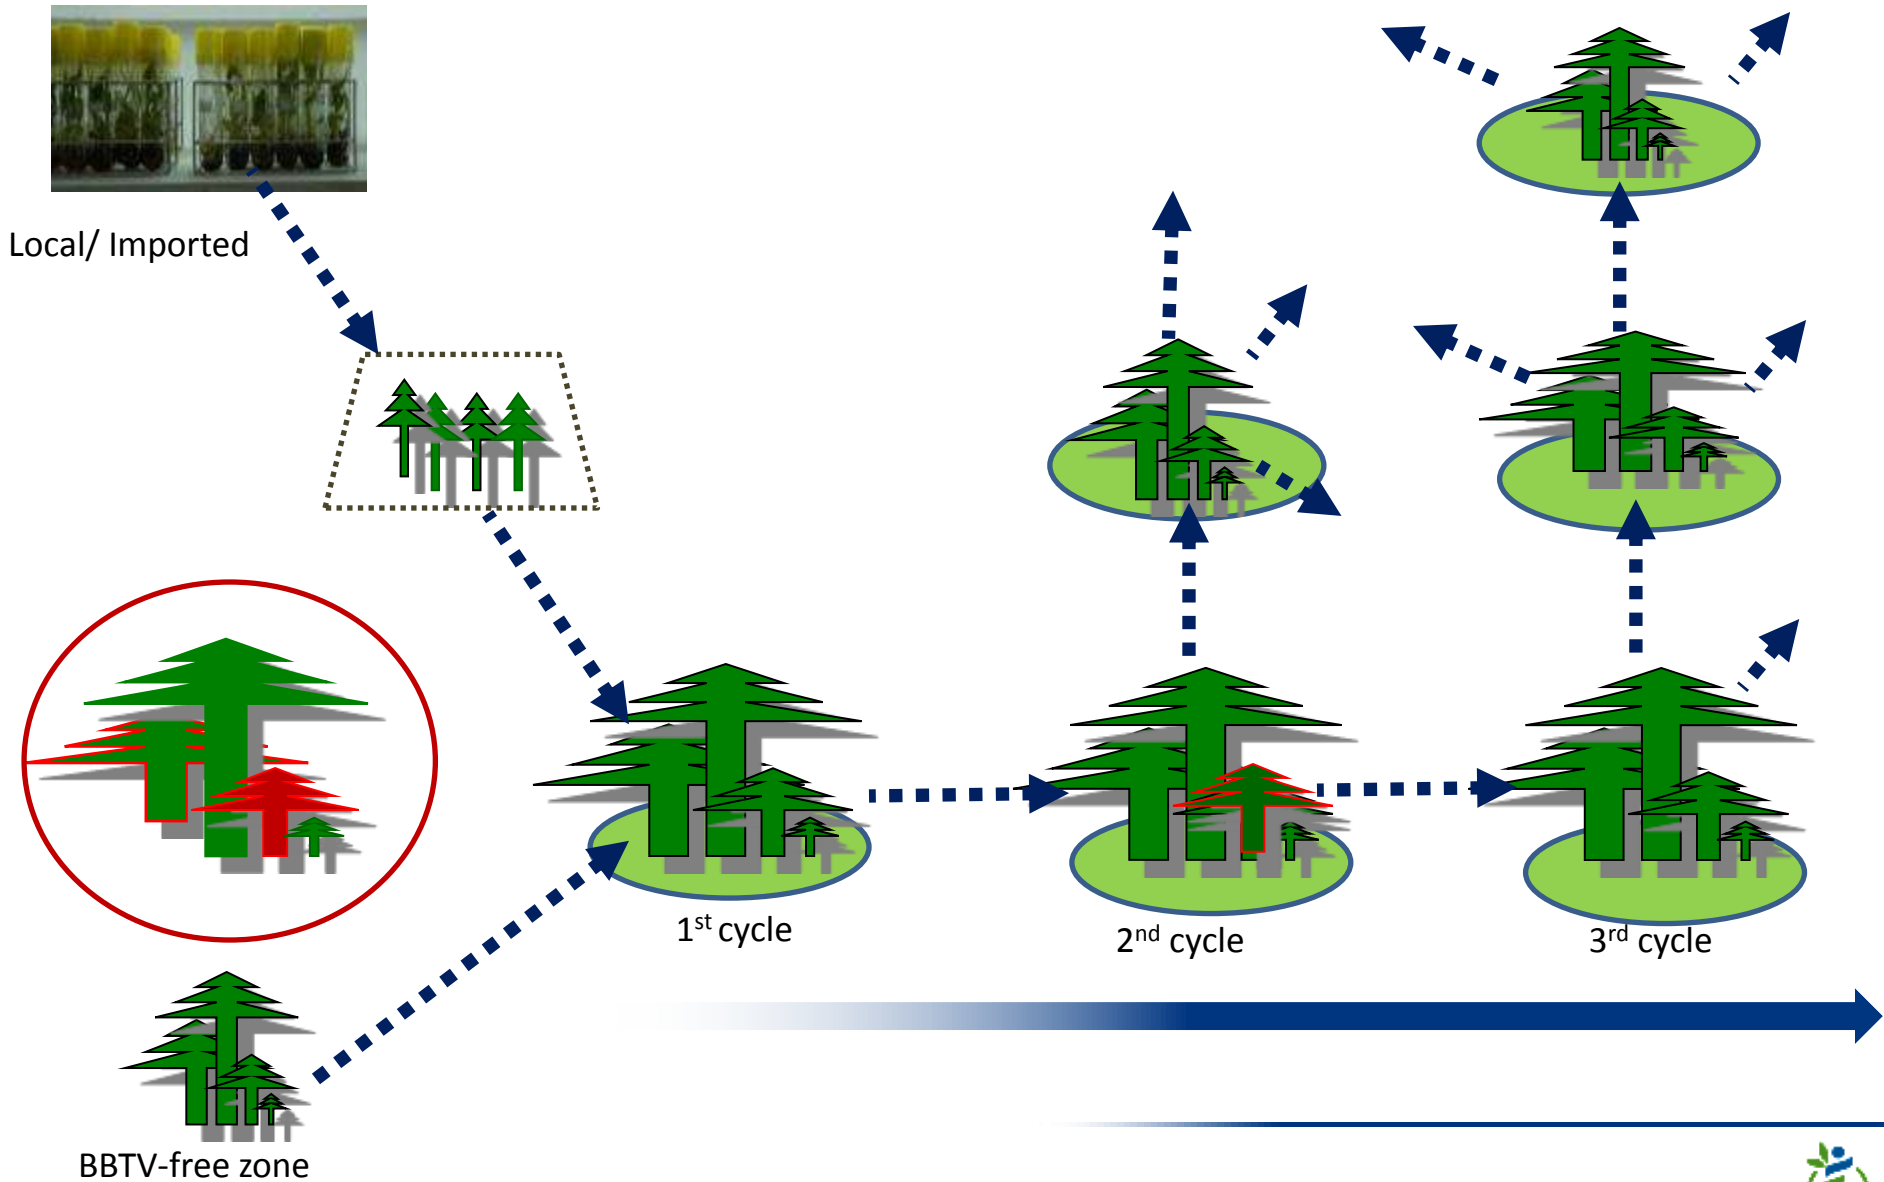 Local/ Imported
1st cycle
2nd cycle
3rd cycle
BBTV-free zone